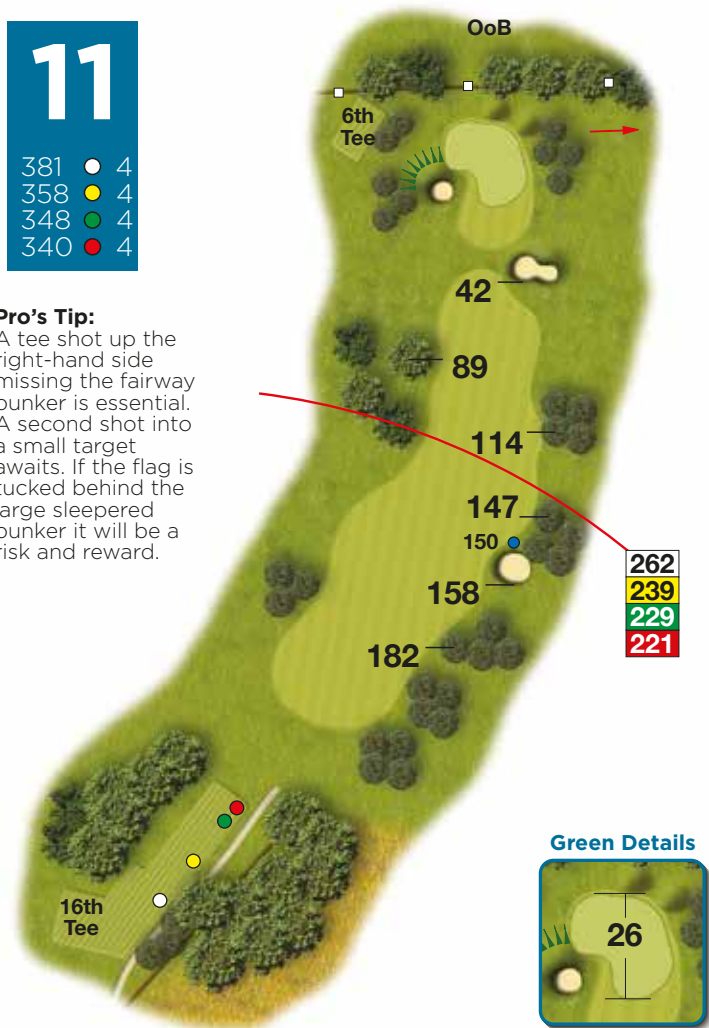 11
381 4
358 4
348 4
340 4
Pro's Tip:
A tee shot up the
right-hand side
missing the fairway
bunker is essential.
A second shot into
a small target
awaits. If the flag is
tucked behind the
large sleepered
bunker it will be a
risk and reward.
OoB
6th
Tee
42
89
114
147
150
158
182
262
239
229
221
16th
Tee
Green Details
26